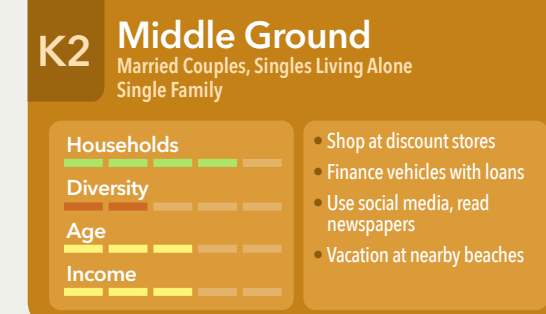 K2
Middle Ground
Married Couples, Singles Living Alone
Single Family
Households
Diversity
Age
Income
• Shop at discount stores
• Finance vehicles with loans
• Use social media, read
newspapers
• Vacation at nearby beaches